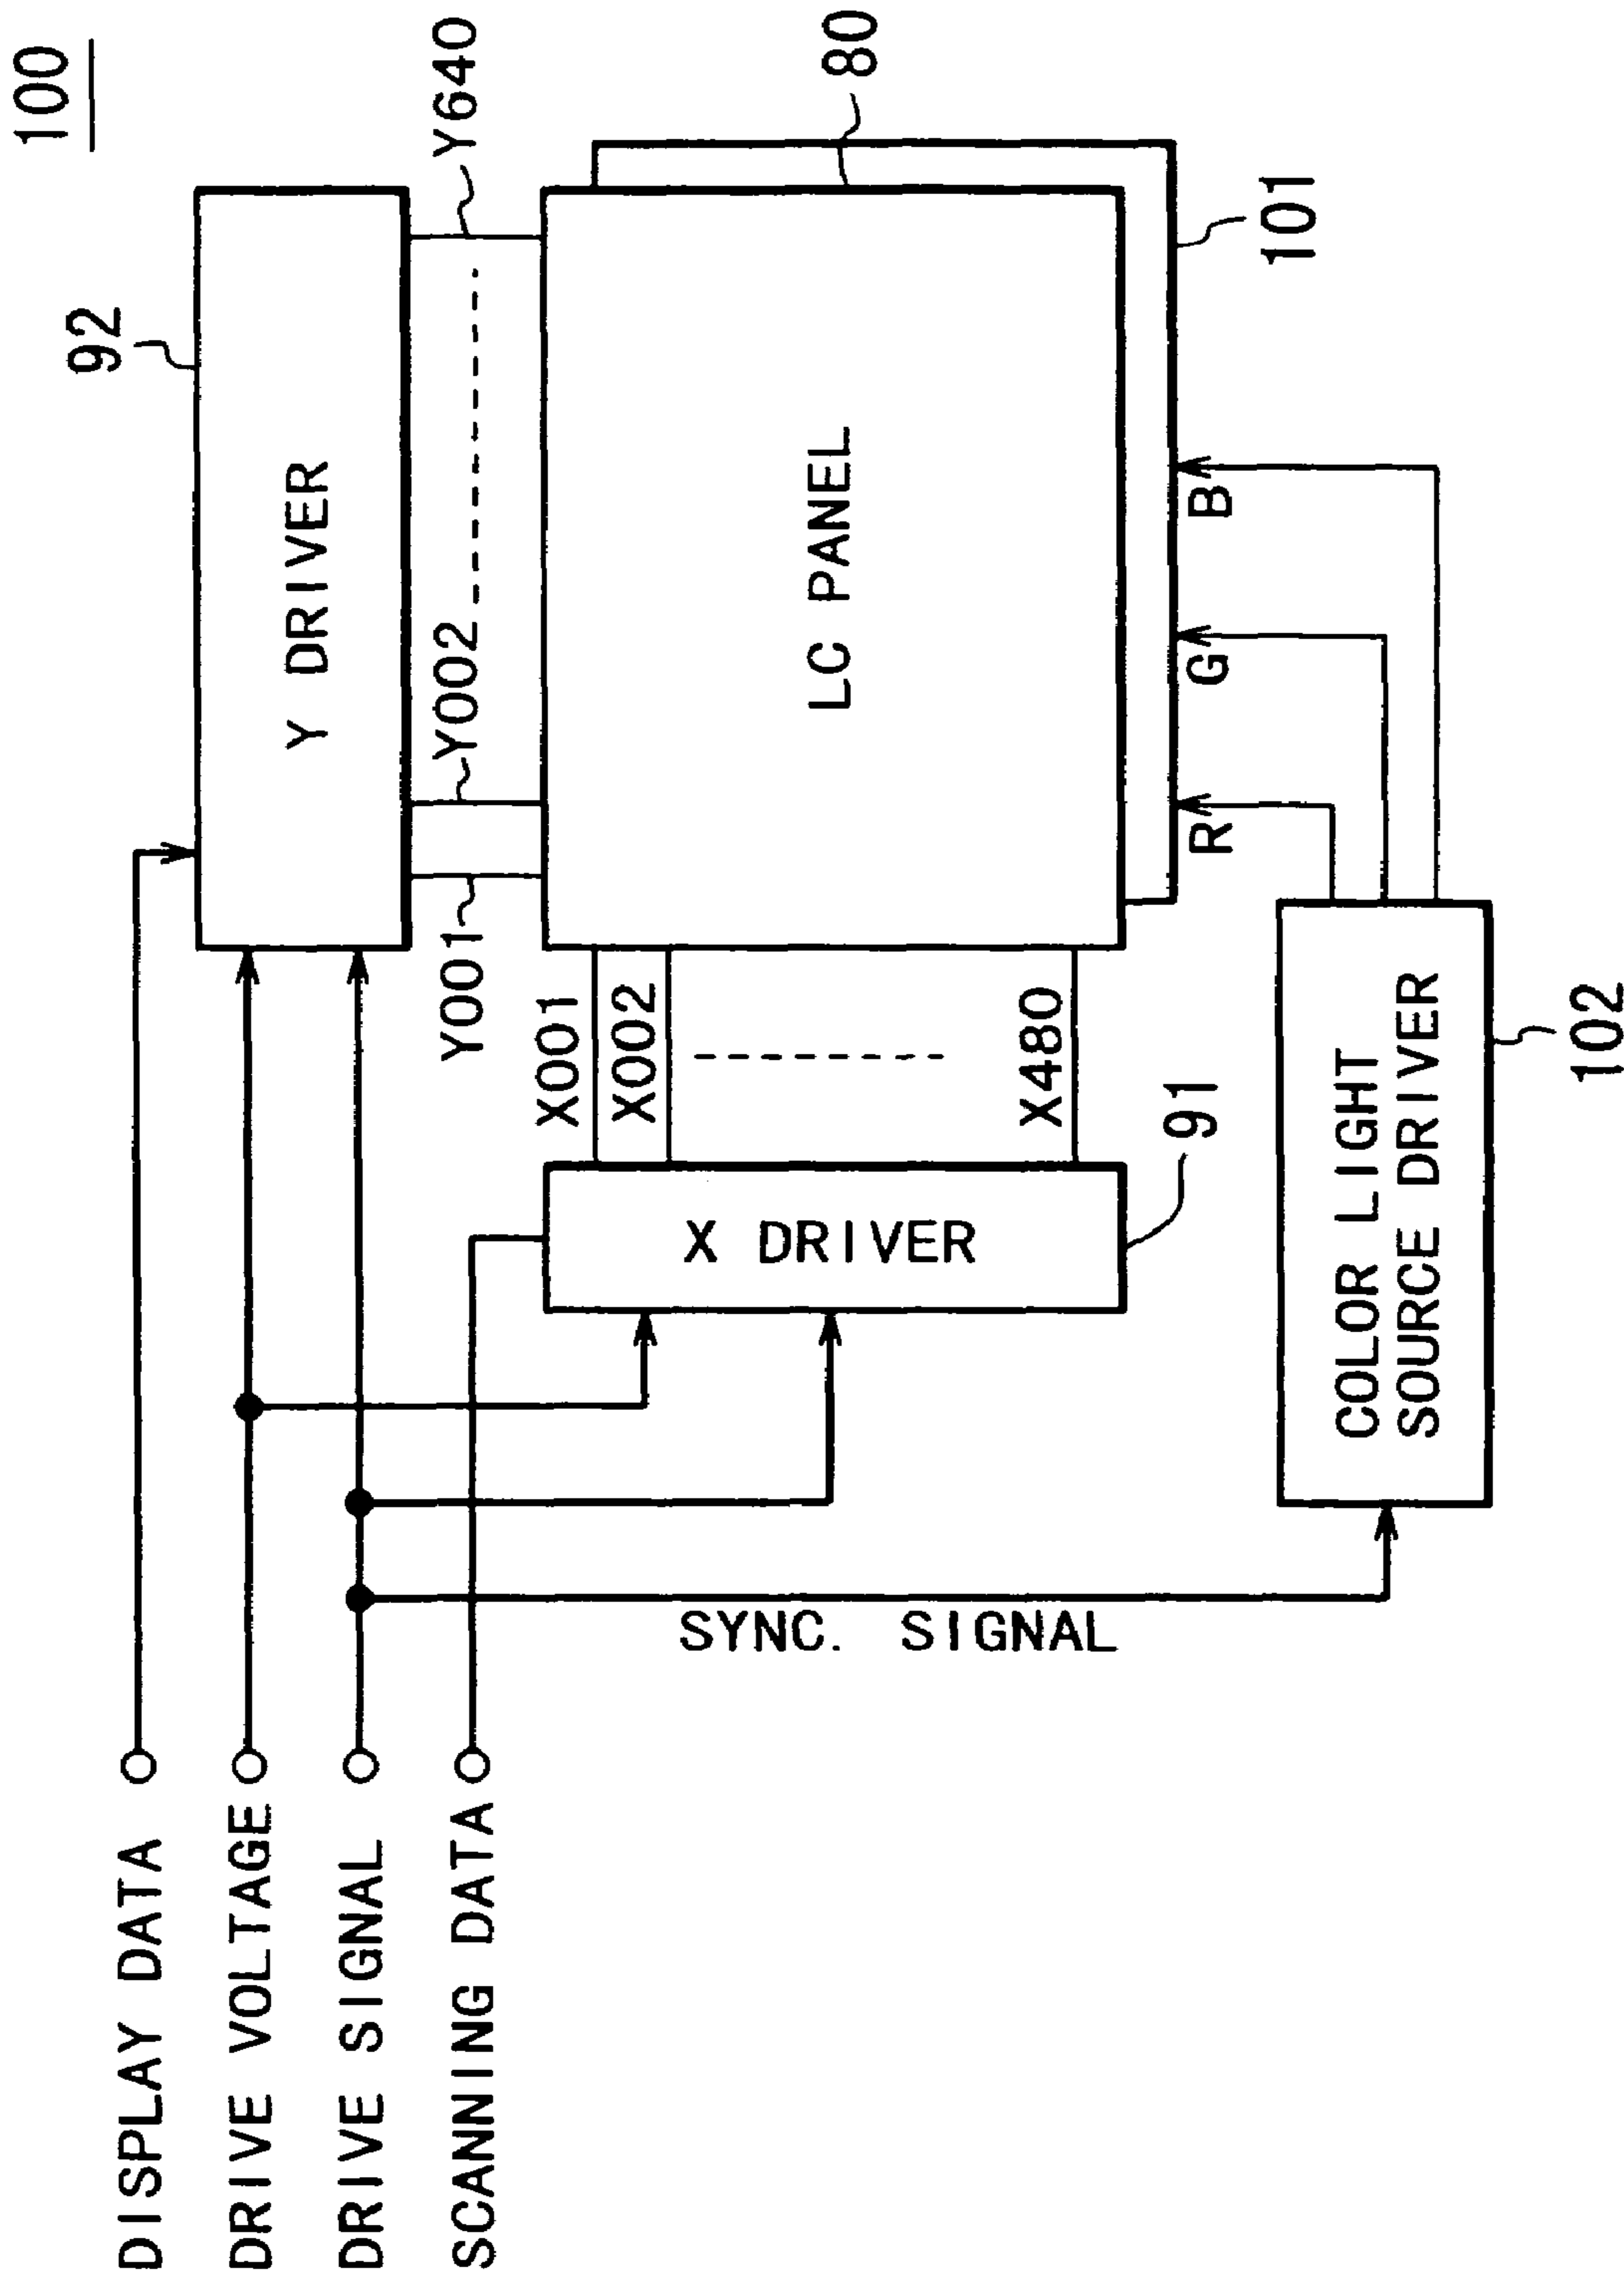 100
92
DISPLAY DATA
DRIVE VOLTAGE
DRIVE SIGNAL
SCANNING DATA
Y DRIVER
Y001
Y002
Y640
X001
X002
X480
LC PANEL
80
X DRIVER
91
SYNC. SIGNAL
R
G
B
101
COLOR LIGHT
SOURCE DRIVER
102